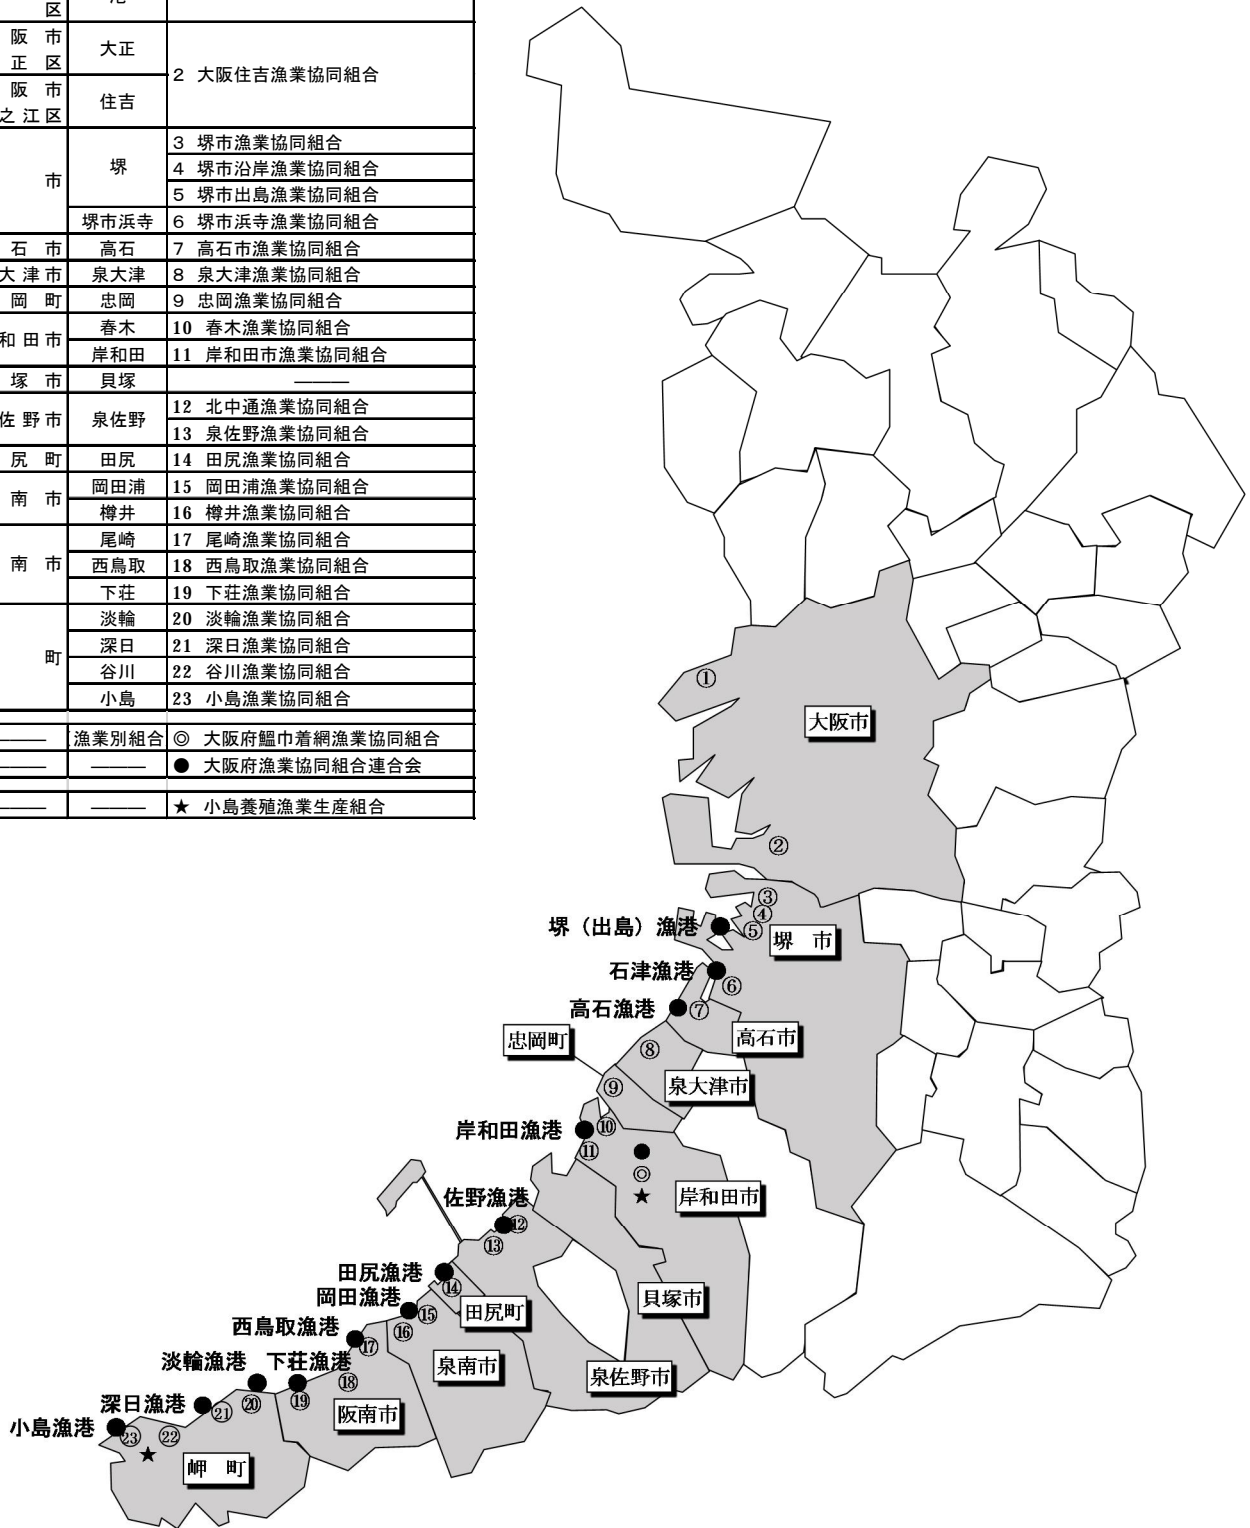 区
阪 市
正 区
大正
2 大阪住吉漁業協同組合
阪 市
之江区
住吉
市
堺
3 堺市漁業協同組合
4 堺市沿岸漁業協同組合
5 堺市出島漁業協同組合
堺市浜寺 6 堺市浜寺漁業協同組合
石 市 高石 7 高石市漁業協同組合
大津市 泉大津 8 泉大津漁業協同組合
岡 町 忠岡 9 忠岡漁業協同組合
和田市
春木 10 春木漁業協同組合
岸和田 11 岸和田市漁業協同組合
塚 市 貝塚 ———
佐野市 泉佐野
12 北中通漁業協同組合
13 泉佐野漁業協同組合
尻 町 田尻 14 田尻漁業協同組合
南 市
岡田浦 15 岡田浦漁業協同組合
樽井 16 樽井漁業協同組合
南 市
尾崎 17 尾崎漁業協同組合
西鳥取 18 西鳥取漁業協同組合
下荘 19 下荘漁業協同組合
町
淡輪 20 淡輪漁業協同組合
深日 21 深日漁業協同組合
谷川 22 谷川漁業協同組合
小島 23 小島漁業協同組合
——— 漁業別組合 ◎ 大阪府鰮巾着網漁業協同組合
——— ——— ● 大阪府漁業協同組合連合会
——— ——— ★ 小島養殖漁業生産組合
①
大阪市
②
③
④
⑤
堺（出島）漁港
堺 市
石津漁港
⑥
高石漁港
⑦
高石市
忠岡町
⑧
泉大津市
⑨
岸和田漁港
⑩
⑪
●
◎
★
岸和田市
佐野漁港
⑫
⑬
田尻漁港
⑭
田尻町
貝塚市
岡田漁港
⑮
⑯
西鳥取漁港
⑰
泉南市
泉佐野市
淡輪漁港
下荘漁港
⑱
⑲
⑳
阪南市
深日漁港
㉑
小島漁港
㉓
㉒
★
岬 町